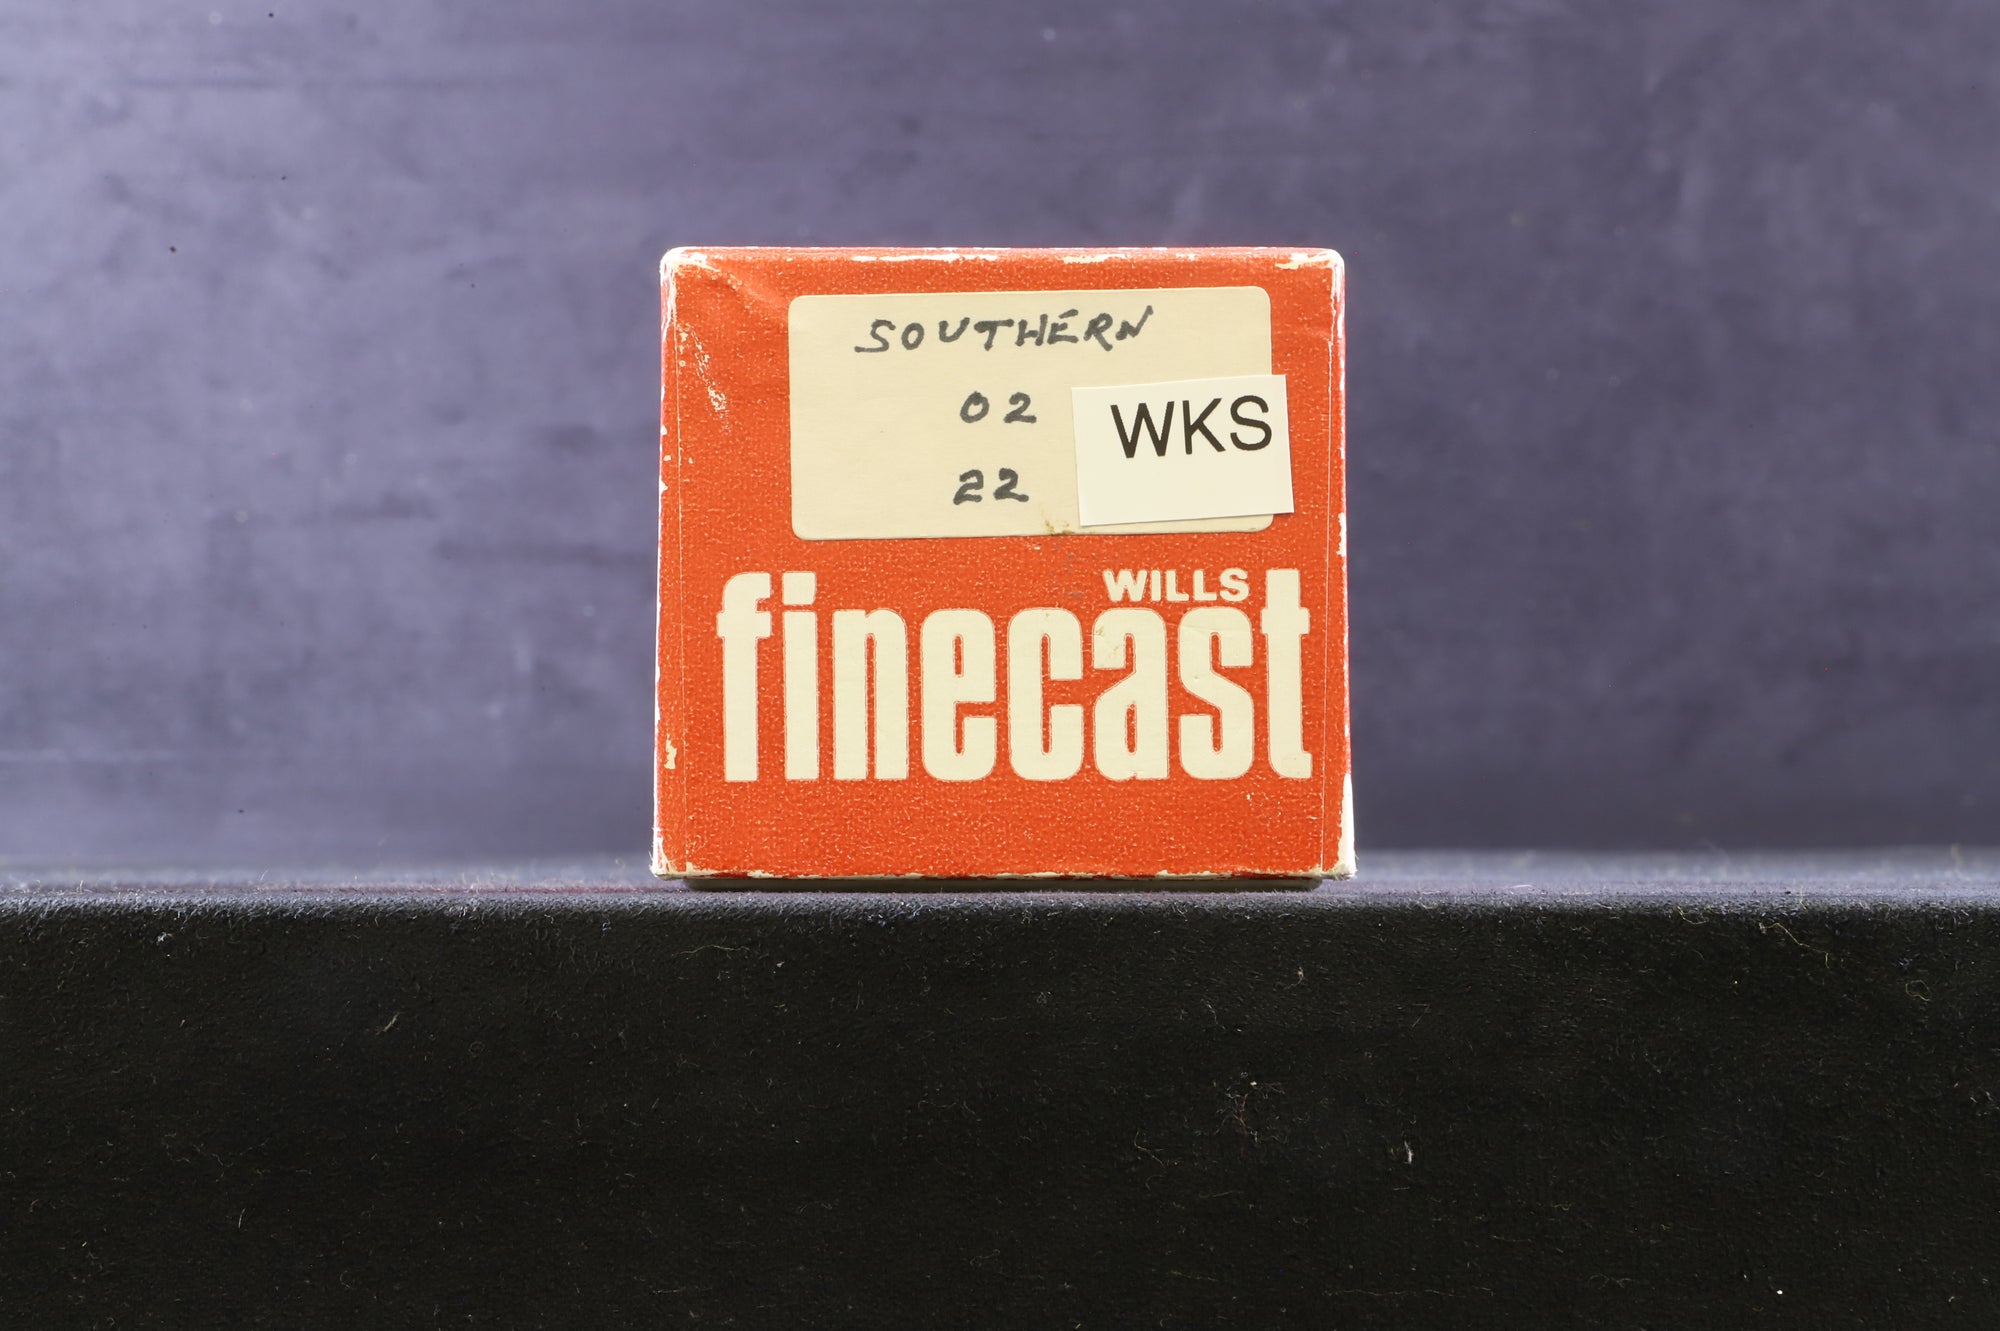 SOUTHERN
02
WKS
22
WILLS
finecast